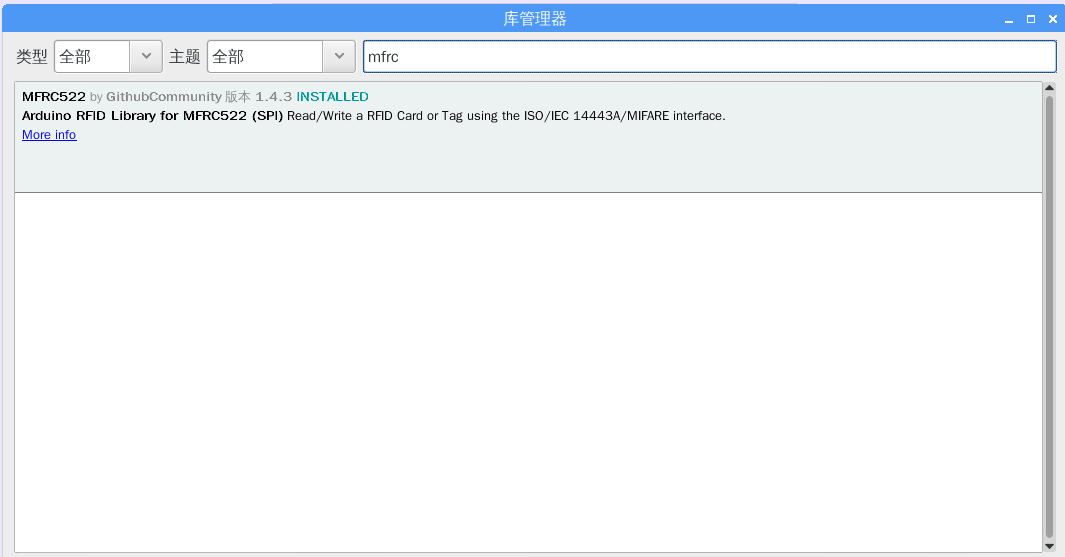 库管理器
类型 全部 主题 全部 mfrc
MFRC522 by GithubCommunity 版本 1.4.3 INSTALLED
Arduino RFID Library for MFRC522 (SPI) Read/Write a RFID Card or Tag using the ISO/IEC 14443A/MIFARE interface.
More info